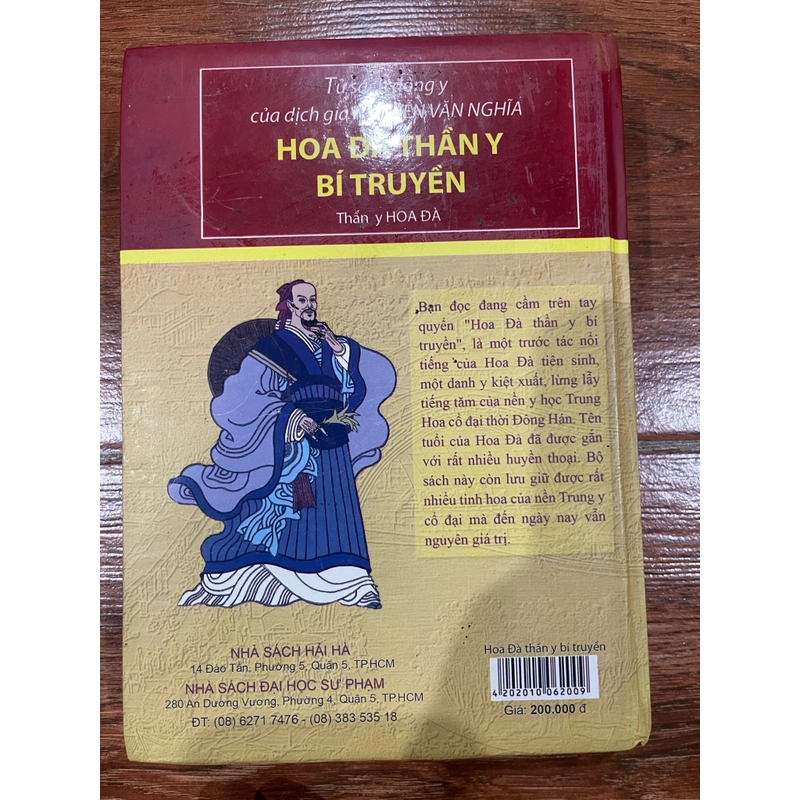 Tủ sách đông y
của dịch giả NGUYỄN VĂN NGHĨA
HOA ĐÀ THẦN Y
BÍ TRUYỀN
Thần y HOA ĐÀ
Bạn đọc đang cầm trên tay
quyển "Hoa Đà thần y bí
truyền", là một trước tác nổi
tiếng của Hoa Đà tiên sinh,
một danh y kiệt xuất, lừng lẫy
tiếng tăm của nền y học Trung
Hoa cổ đại thời Đông Hán. Tên
tuổi của Hoa Đà đã được gắn
với rất nhiều huyền thoại. Bộ
sách này còn lưu giữ được rất
nhiều tinh hoa của nền Trung y
cổ đại mà đến ngày nay vẫn
nguyên giá trị.
NHÀ SÁCH HẢI HÀ
14 Đào Tấn, Phường 5, Quận 5, TP.HCM
NHÀ SÁCH ĐẠI HỌC SƯ PHẠM
280 An Dương Vương, Phường 4, Quận 5, TP.HCM
ĐT: (08) 6271 7476 - (08) 383 535 18
Hoa Đà thần y bí truyền
4 202010 062009
Giá: 200.000 đ